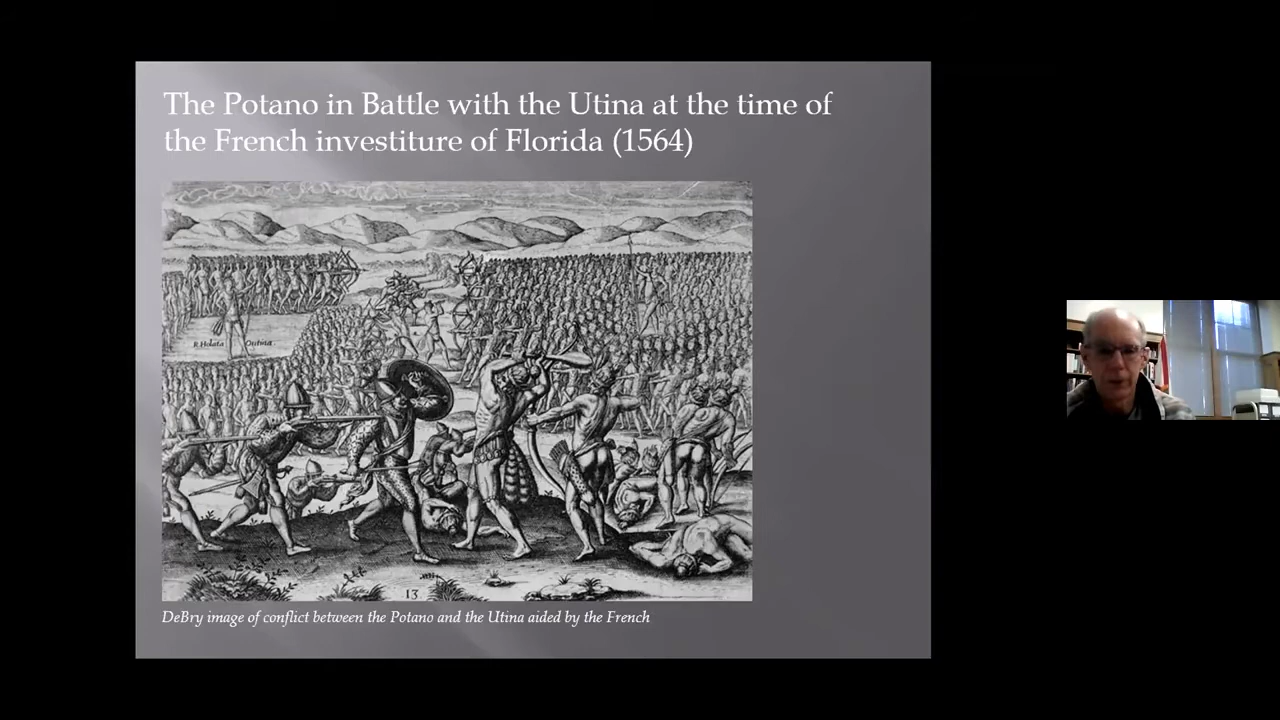 The Potano in Battle with the Utina at the time of
the French investiture of Florida (1564)
R. Holata Outina
13
DeBry image of conflict between the Potano and the Utina aided by the French